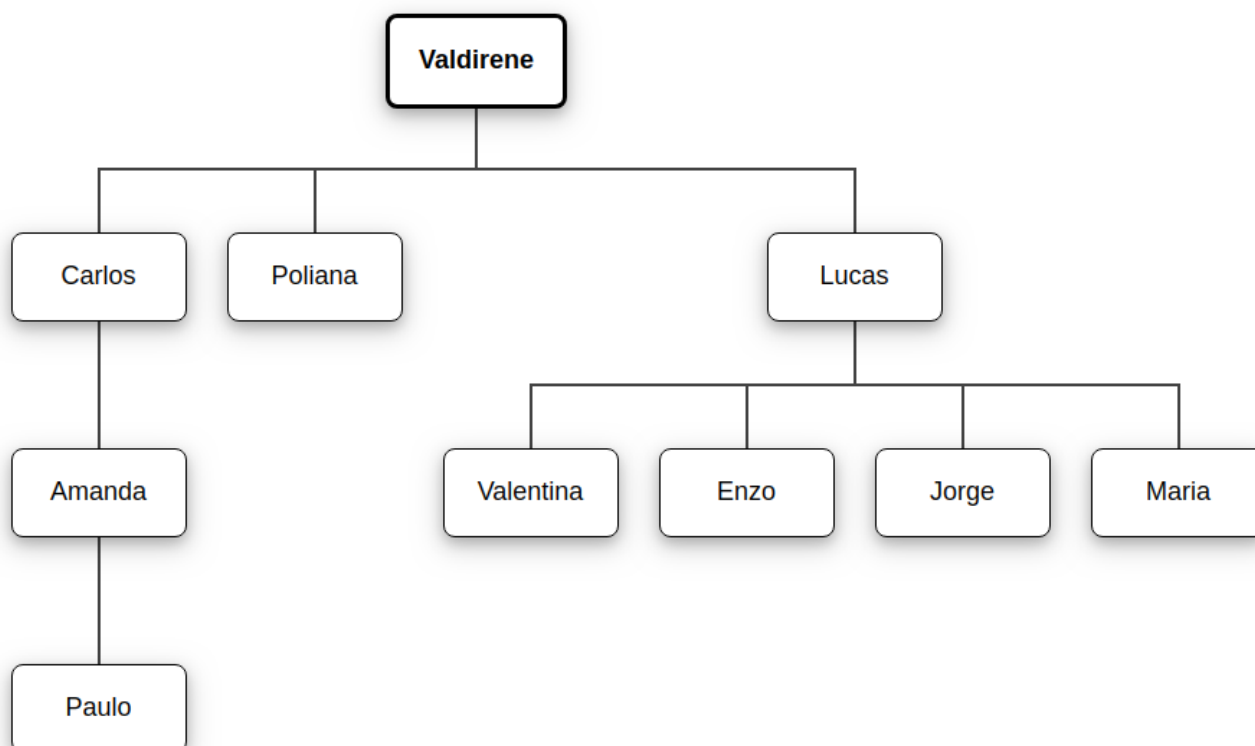 Valdirene
Carlos
Poliana
Lucas
Amanda
Valentina
Enzo
Jorge
Maria
Paulo